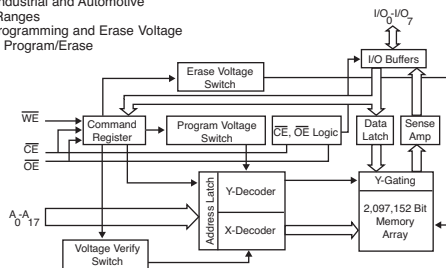 ndustrial and Automotive
Ranges
rogramming and Erase Voltage
Program/Erase
I/O0-I/O7
I/O Buffers
Erase Voltage
Switch
WE
CE
OE
Command
Register
Program Voltage
Switch
CE, OE Logic
Data
Latch
Sense
Amp
Address Latch
Y-Decoder
X-Decoder
Y-Gating
2,097,152 Bit
Memory
Array
A0-A17
Voltage Verify
Switch